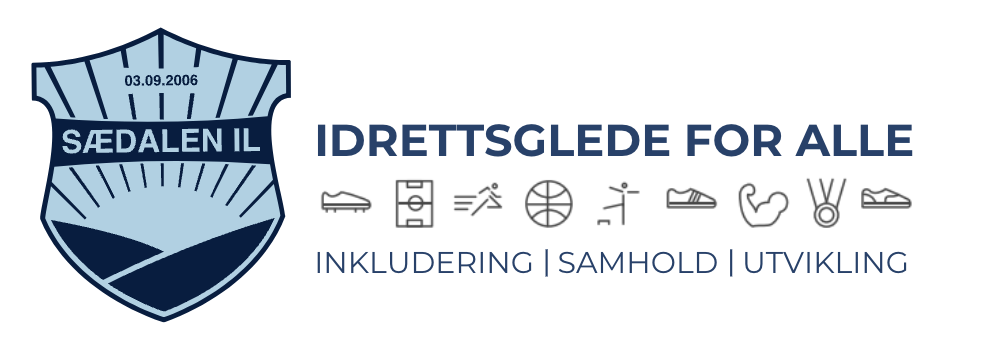 03.09.2006
SÆDALEN IL
IDRETTSGLEDE FOR ALLE
INKLUDERING | SAMHOLD | UTVIKLING